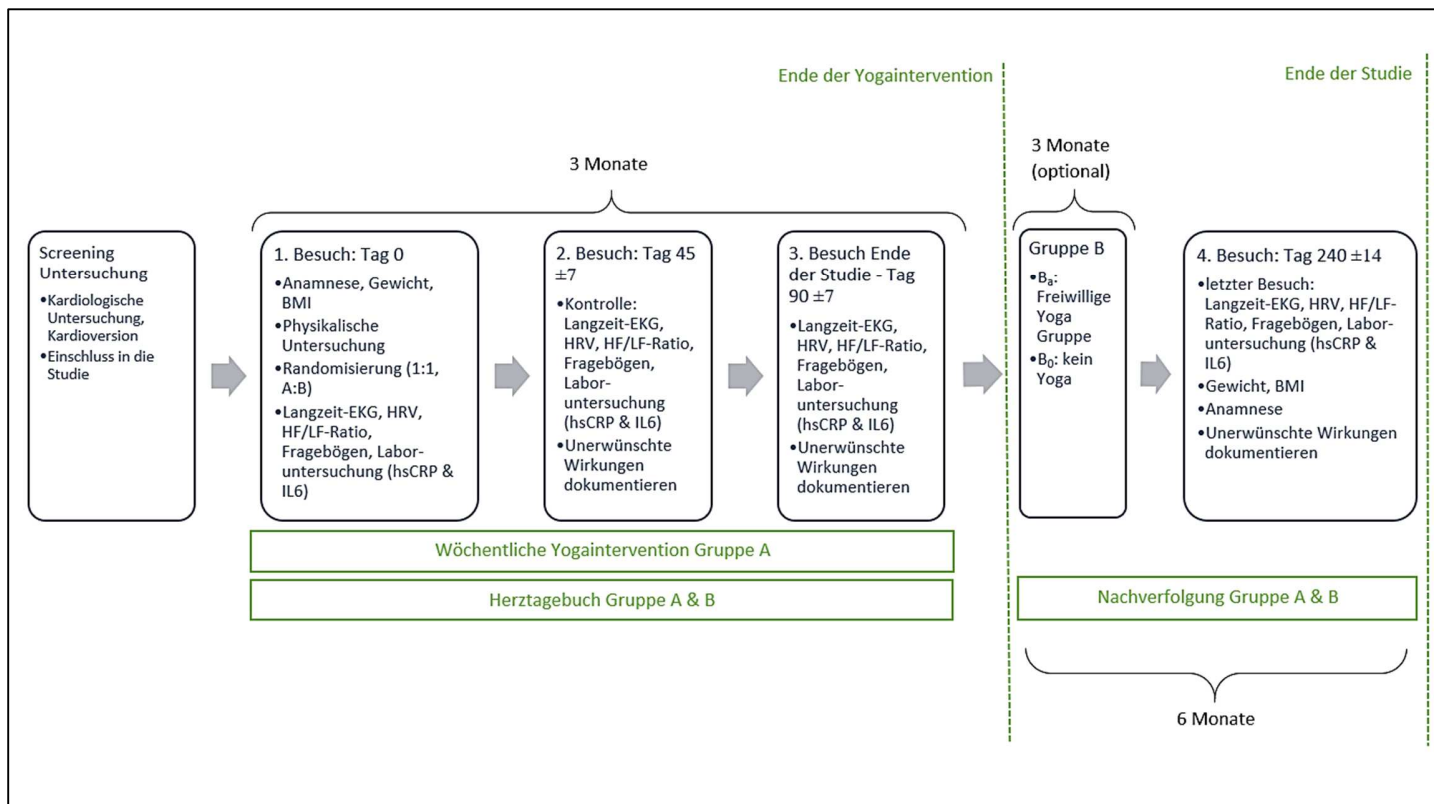 Ende der Yogaintervention
Ende der Studie
3 Monate
3 Monate
(optional)
Screening
Untersuchung
•Kardiologische
Untersuchung,
Kardioversion
•Einschluss in die
Studie
1. Besuch: Tag 0
•Anamnese, Gewicht,
BMI
•Physikalische
Untersuchung
•Randomisierung (1:1,
A:B)
•Langzeit-EKG, HRV,
HF/LF-Ratio,
Fragebögen, Labor-
untersuchung (hsCRP &
IL6)
2. Besuch: Tag 45
±7
•Kontrolle:
Langzeit-EKG,
HRV, HF/LF-Ratio,
Fragebögen,
Labor-
untersuchung
(hsCRP & IL6)
•Unerwünschte
Wirkungen
dokumentieren
3. Besuch Ende
der Studie - Tag
90 ±7
•Langzeit-EKG,
HRV, HF/LF-Ratio,
Fragebögen,
Labor-
untersuchung
(hsCRP & IL6)
•Unerwünschte
Wirkungen
dokumentieren
Gruppe B
•Ba:
Freiwillige
Yoga
Gruppe
•B0: kein
Yoga
4. Besuch: Tag 240 ±14
•letzter Besuch:
Langzeit-EKG, HRV, HF/LF-
Ratio, Fragebögen, Labor-
untersuchung (hsCRP &
IL6)
•Gewicht, BMI
•Anamnese
•Unerwünschte Wirkungen
dokumentieren
Wöchentliche Yogaintervention Gruppe A
Herztagebuch Gruppe A & B
Nachverfolgung Gruppe A & B
6 Monate